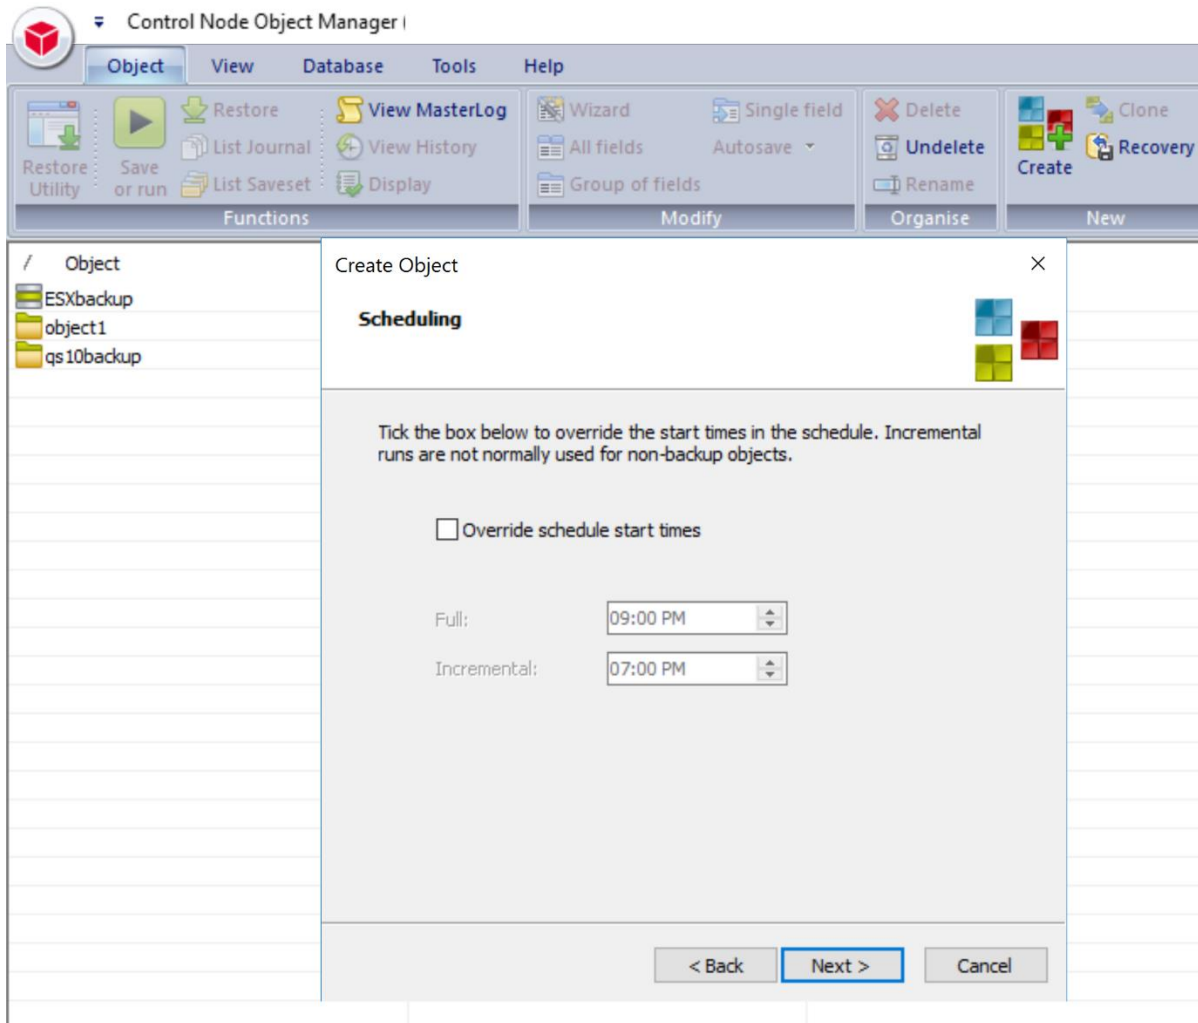 Control Node Object Manager (
Object View Database Tools Help
Restore Utility
Save or run
Restore
List Journal
List Saveset
View MasterLog
View History
Display
Functions
Wizard
All fields
Group of fields
Single field
Autosave
Modify
Delete
Undelete
Rename
Organise
Create
Clone
Recovery
New
/ Object
ESXbackup
object1
qs10backup
Create Object
Scheduling
Tick the box below to override the start times in the schedule. Incremental
runs are not normally used for non-backup objects.
Override schedule start times
Full: 09:00 PM
Incremental: 07:00 PM
< Back Next > Cancel